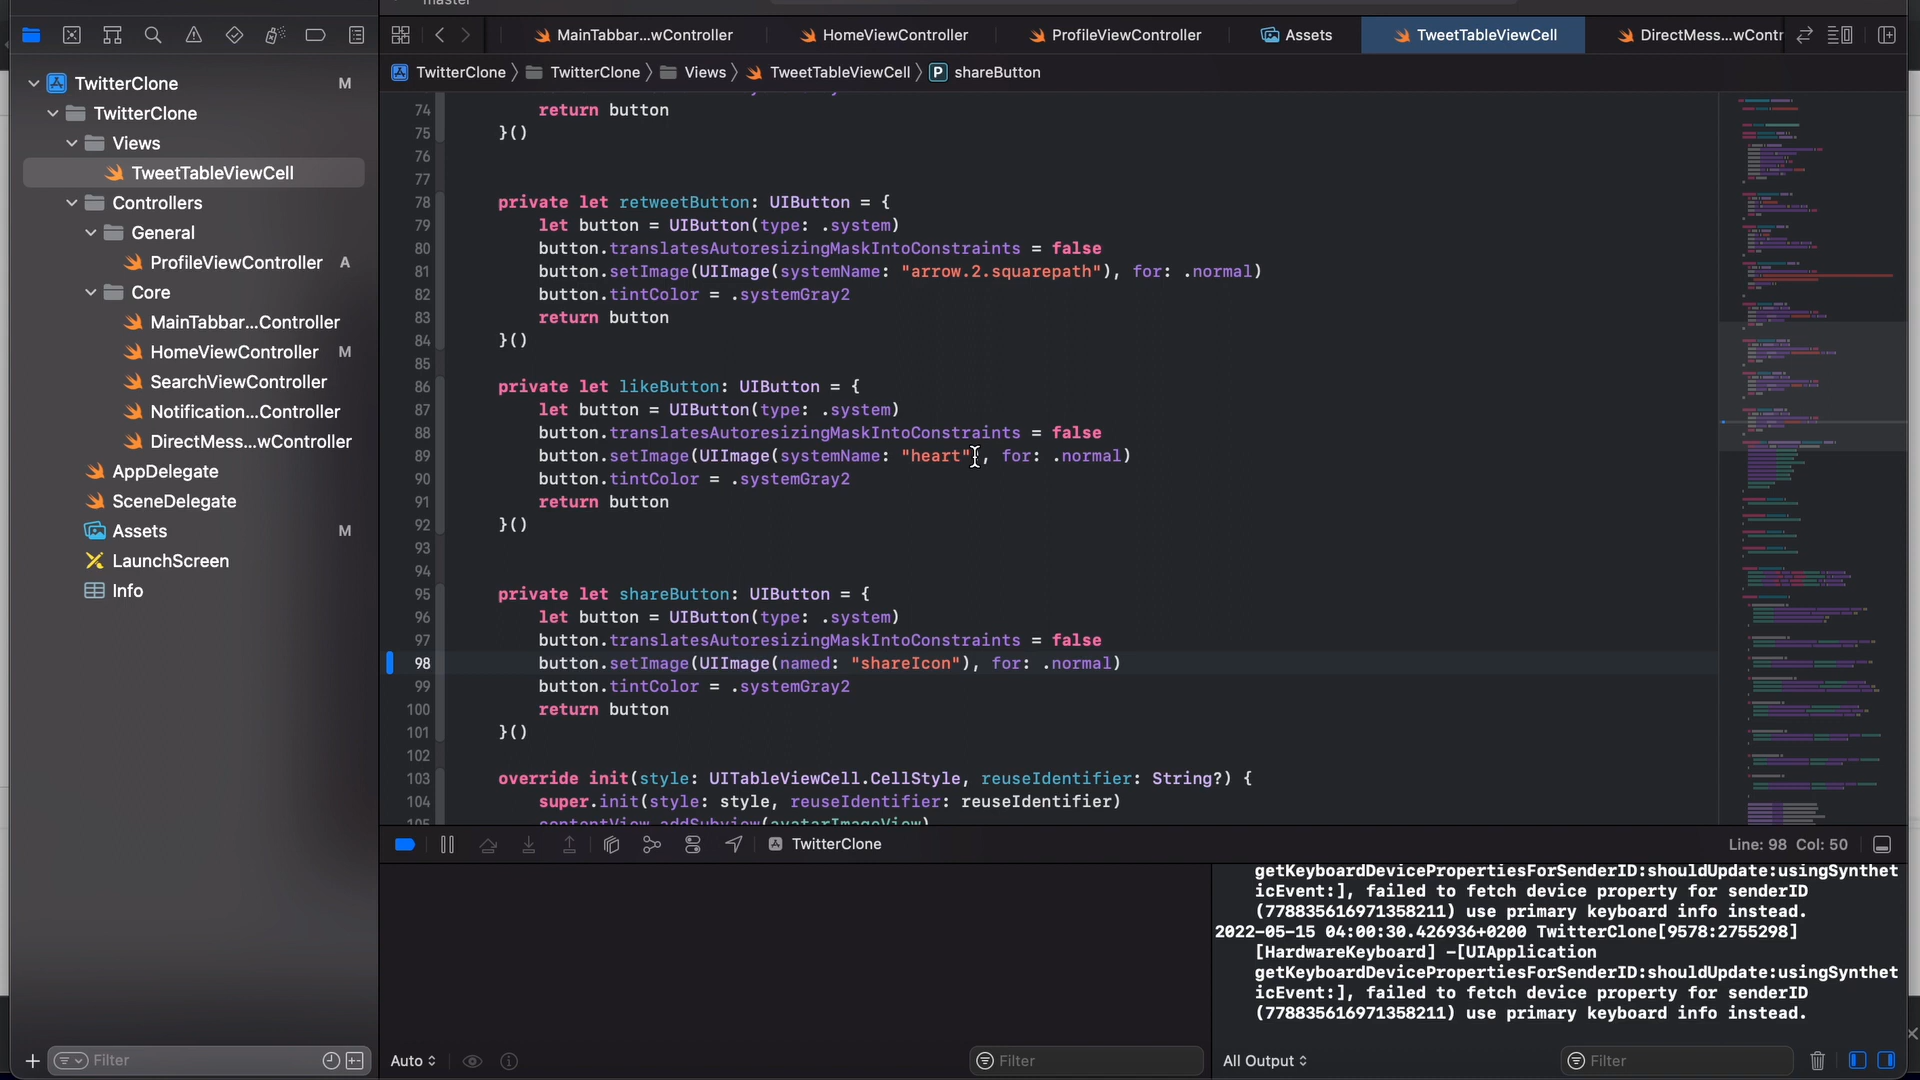 master
MainTabbar...wController
HomeViewController
ProfileViewController
Assets
TweetTableViewCell
DirectMess...wContr
TwitterClone
TwitterClone
Views
TweetTableViewCell
P
shareButton
TwitterClone
M
TwitterClone
Views
TweetTableViewCell
Controllers
General
ProfileViewController
A
Core
MainTabbar...Controller
HomeViewController
M
SearchViewController
Notification...Controller
DirectMess...wController
AppDelegate
SceneDelegate
Assets
M
LaunchScreen
Info
Filter
74 return button
75 }()
76
77
78 private let retweetButton: UIButton = {
79 let button = UIButton(type: .system)
80 button.translatesAutoresizingMaskIntoConstraints = false
81 button.setImage(UIImage(systemName: "arrow.2.squarepath"), for: .normal)
82 button.tintColor = .systemGray2
83 return button
84 }()
85
86 private let likeButton: UIButton = {
87 let button = UIButton(type: .system)
88 button.translatesAutoresizingMaskIntoConstraints = false
89 button.setImage(UIImage(systemName: "heart"), for: .normal)
90 button.tintColor = .systemGray2
91 return button
92 }()
93
94
95 private let shareButton: UIButton = {
96 let button = UIButton(type: .system)
97 button.translatesAutoresizingMaskIntoConstraints = false
98 button.setImage(UIImage(named: "shareIcon"), for: .normal)
99 button.tintColor = .systemGray2
100 return button
101 }()
102
103 override init(style: UITableViewCell.CellStyle, reuseIdentifier: String?) {
104 super.init(style: style, reuseIdentifier: reuseIdentifier)
105 contentView.addSubview(avatarImageView)
TwitterClone
Line: 98 Col: 50
getKeyboardDevicePropertiesForSenderID:shouldUpdate:usingSynthet
icEvent:], failed to fetch device property for senderID
(778835616971358211) use primary keyboard info instead.
2022-05-15 04:00:30.426936+0200 TwitterClone[9578:2755298]
[HardwareKeyboard] -[UIApplication
getKeyboardDevicePropertiesForSenderID:shouldUpdate:usingSynthet
icEvent:], failed to fetch device property for senderID
(778835616971358211) use primary keyboard info instead.
Auto
Filter
All Output
Filter